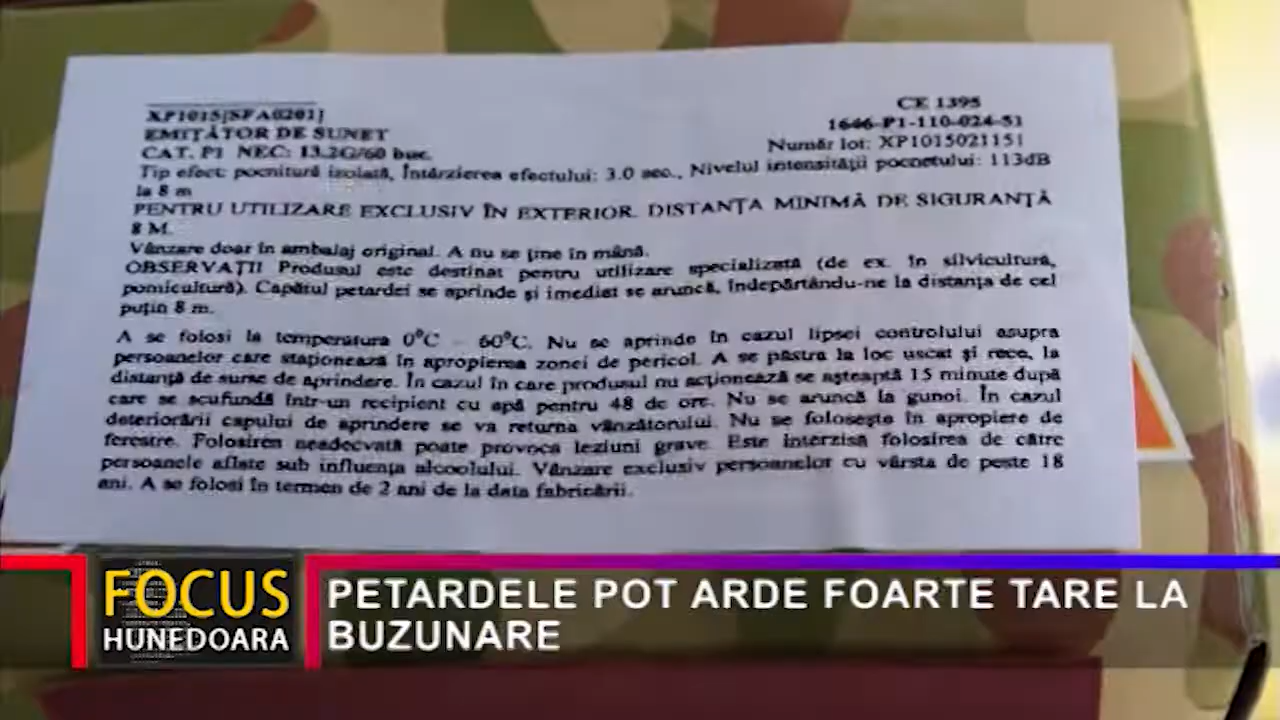 XP1015[SFA0201]
CE 1395
EMIȚĂTOR DE SUNET
1646-P1-110-024-51
CAT. P1 NEC: 13.2G/60 buc.
Număr lot: XP1015021151
Tip efect: pocnitură izolată, Întârzierea efectului: 3.0 sec., Nivelul intensității pocnetului: 113dB
la 8 m
PENTRU UTILIZARE EXCLUSIV ÎN EXTERIOR. DISTANȚA MINIMĂ DE SIGURANȚĂ
8 M.
Vânzare doar în ambalaj original. A nu se ține în mână.
OBSERVAȚII Produsul este destinat pentru utilizare specializată (de ex. în silvicultură,
pomicultură). Capătul petardei se aprinde și imediat se aruncă, îndepărtându-ne la distanța de cel
puțin 8 m.
A se folosi la temperatura 0°C – 60°C. Nu se aprinde în cazul lipsei controlului asupra
persoanelor care staționează în apropierea zonei de pericol. A se păstra la loc uscat și rece, la
distanță de surse de aprindere. În cazul în care produsul nu acționează se așteaptă 15 minute după
care se scufundă într-un recipient cu apă pentru 48 de ore. Nu se aruncă la gunoi. În cazul
deteriorării capului de aprindere se va returna vânzătorului. Nu se folosește în apropiere de
ferestre. Folosirea neadecvată poate provoca leziuni grave. Este interzisă folosirea de către
persoanele aflate sub influența alcoolului. Vânzare exclusiv persoanelor cu vârsta de peste 18
ani. A se folosi în termen de 2 ani de la data fabricării.
FOCUS
HUNEDOARA
PETARDELE POT ARDE FOARTE TARE LA
BUZUNARE